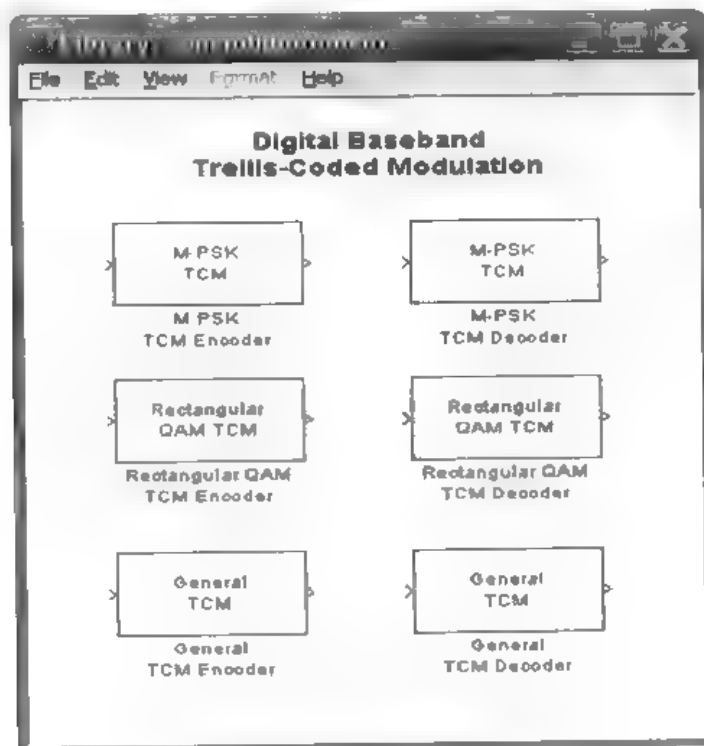 File Edit View Format Help
Digital Baseband
Trellis-Coded Modulation
M-PSK
TCM
M-PSK
TCM Encoder
M-PSK
TCM
M-PSK
TCM Decoder
Rectangular
QAM TCM
Rectangular QAM
TCM Encoder
Rectangular
QAM TCM
Rectangular QAM
TCM Decoder
General
TCM
General
TCM Encoder
General
TCM
General
TCM Decoder